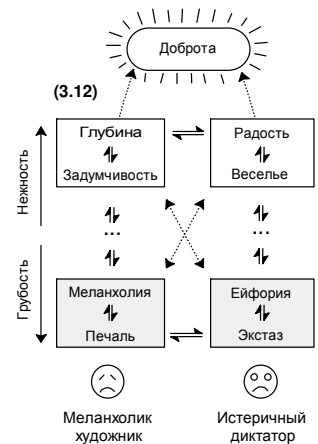 Доброта
(3.12)
Глубина
Задумчивость
Радость
Веселье
Нежность
...
...
Грубость
Меланхолия
Печаль
Ейфория
Экстаз
Меланхолик
художник
Истеричный
диктатор